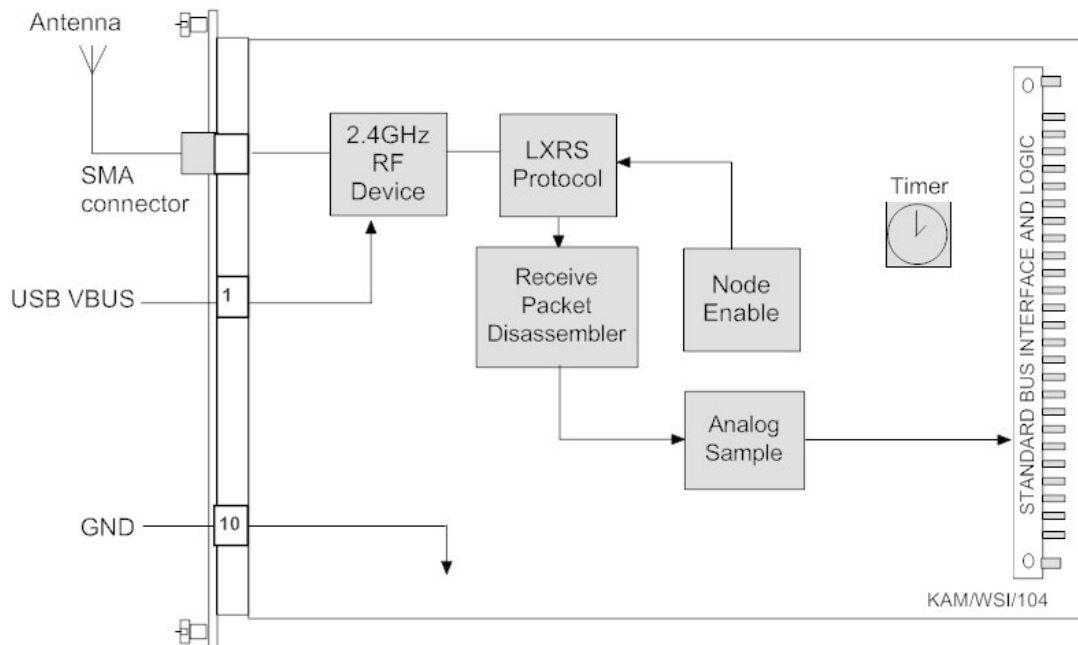 Antenna
SMA
connector
2.4GHz
RF
Device
LXRS
Protocol
Timer
USB VBUS
1
Receive
Packet
Disassembler
Node
Enable
Analog
Sample
STANDARD BUS INTERFACE AND LOGIC
GND
10
KAM/WSI/104